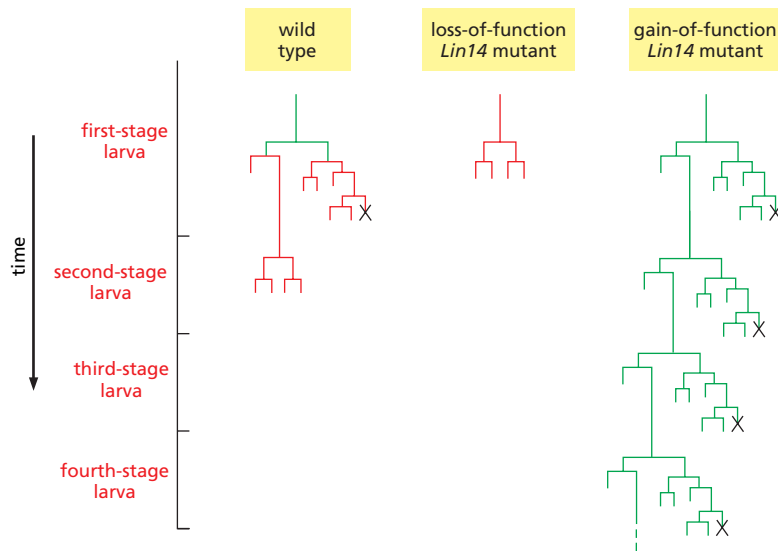 wild
type
loss-of-function
Lin14 mutant
gain-of-function
Lin14 mutant
time
first-stage
larva
second-stage
larva
third-stage
larva
fourth-stage
larva